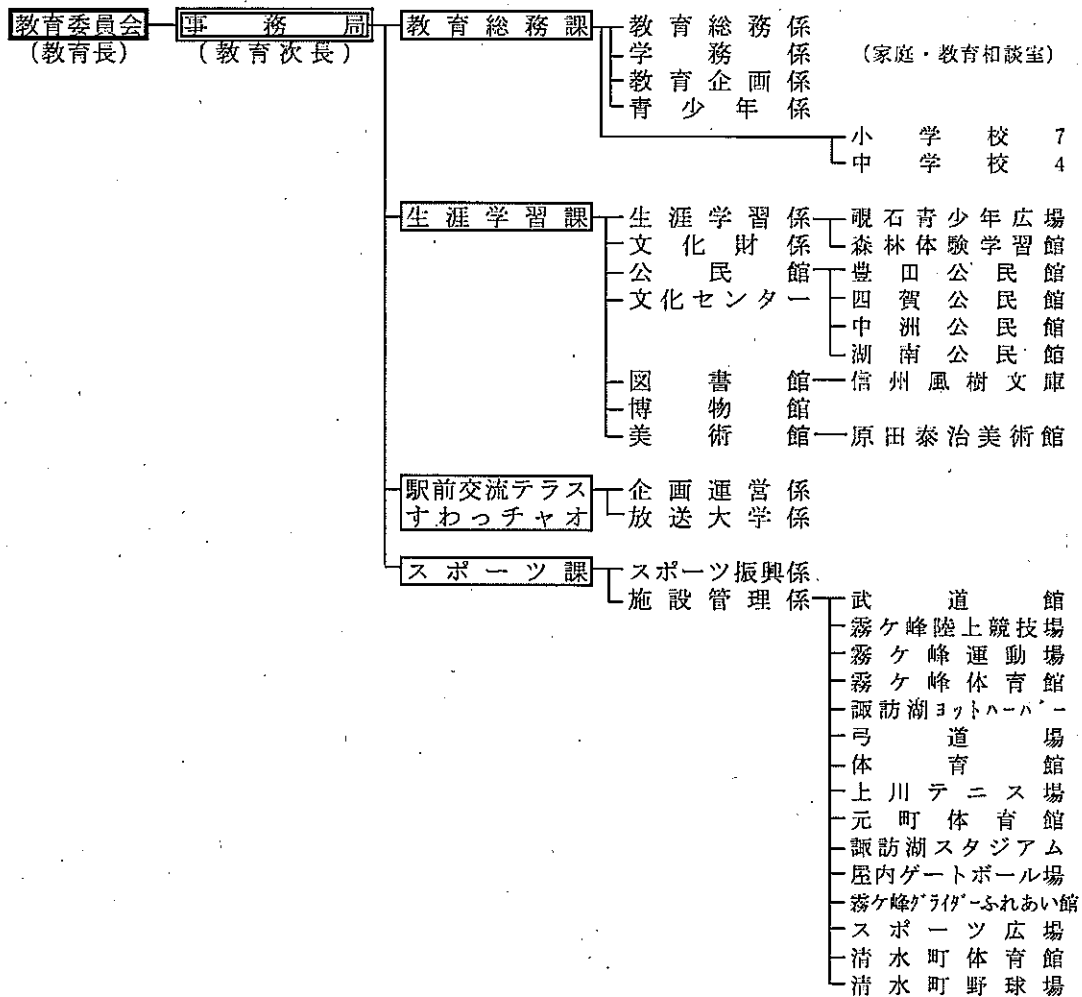 教育委員会 事務局 教育総務課 教育総務係
(教育長) (教育次長) 学務係 (家庭・教育相談室)
教育企画係
青少年係
小学校 7
中学校 4
生涯学習課 生涯学習係 硯石青少年広場
文化財係 森林体験学習館
公民館 豊田公民館
文化センター 四賀公民館
中洲公民館
湖南公民館
図書館 信州風樹文庫
博物館
美術館 原田泰治美術館
駅前交流テラス 企画運営係
すわっチャオ 放送大学係
スポーツ課 スポーツ振興係
施設管理係 武道館
霧ケ峰陸上競技場
霧ケ峰運動場
霧ケ峰体育館
諏訪湖ヨットハーバー
弓道場
体育館
上川テニス場
元町体育館
諏訪湖スタジアム
屋内ゲートボール場
霧ケ峰グライダーふれあい館
スポーツ広場
清水町体育館
清水町野球場